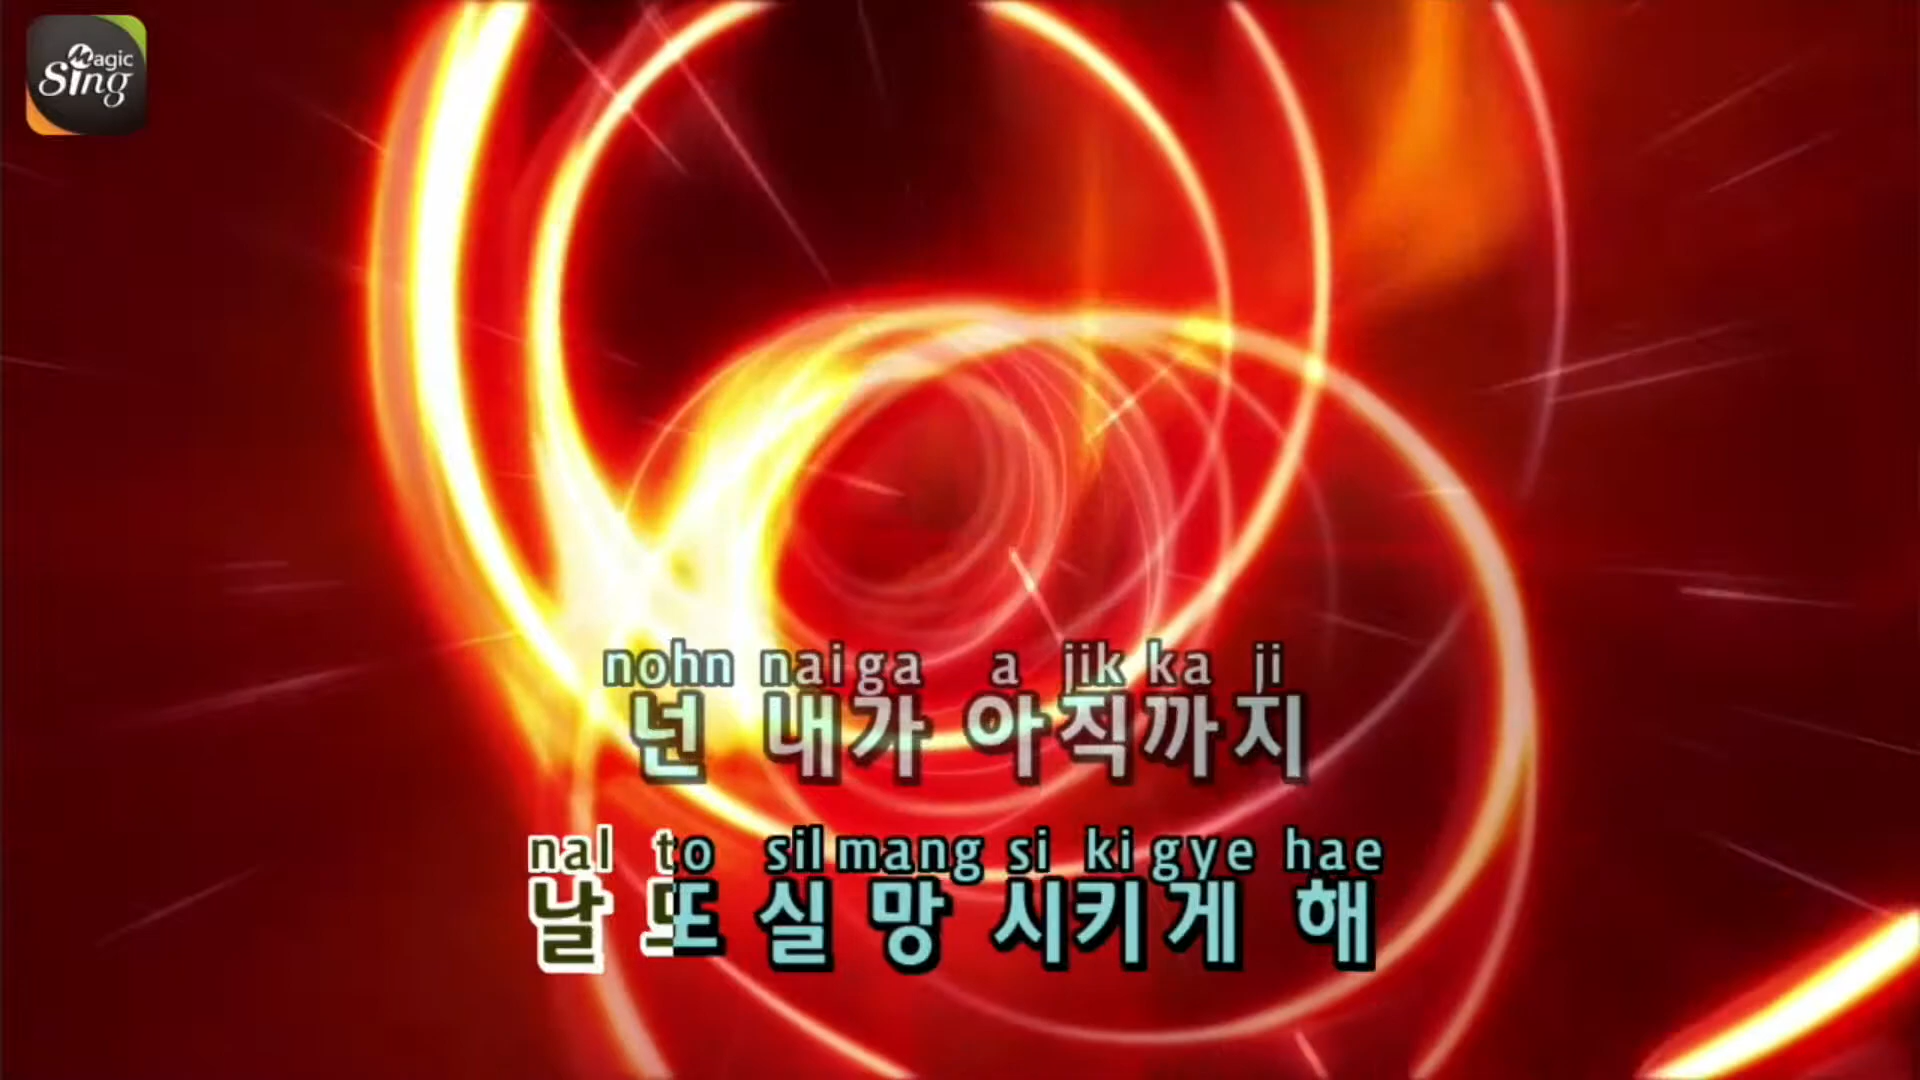 Magic
Sing
nohn naiga a jik ka ji
넌 내가 아직까지
nal to silmang si ki gye hae
날 또 실망 시키게 해